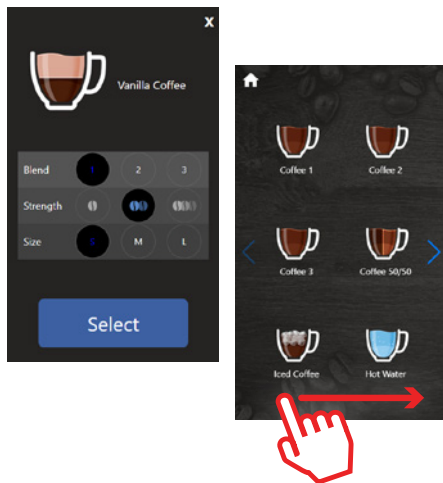 X
Vanilla Coffee
Blend 1 2 3
Strength
Size S M L
Select
Coffee 1 Coffee 2
Coffee 3 Coffee 50/50
Iced Coffee Hot Water